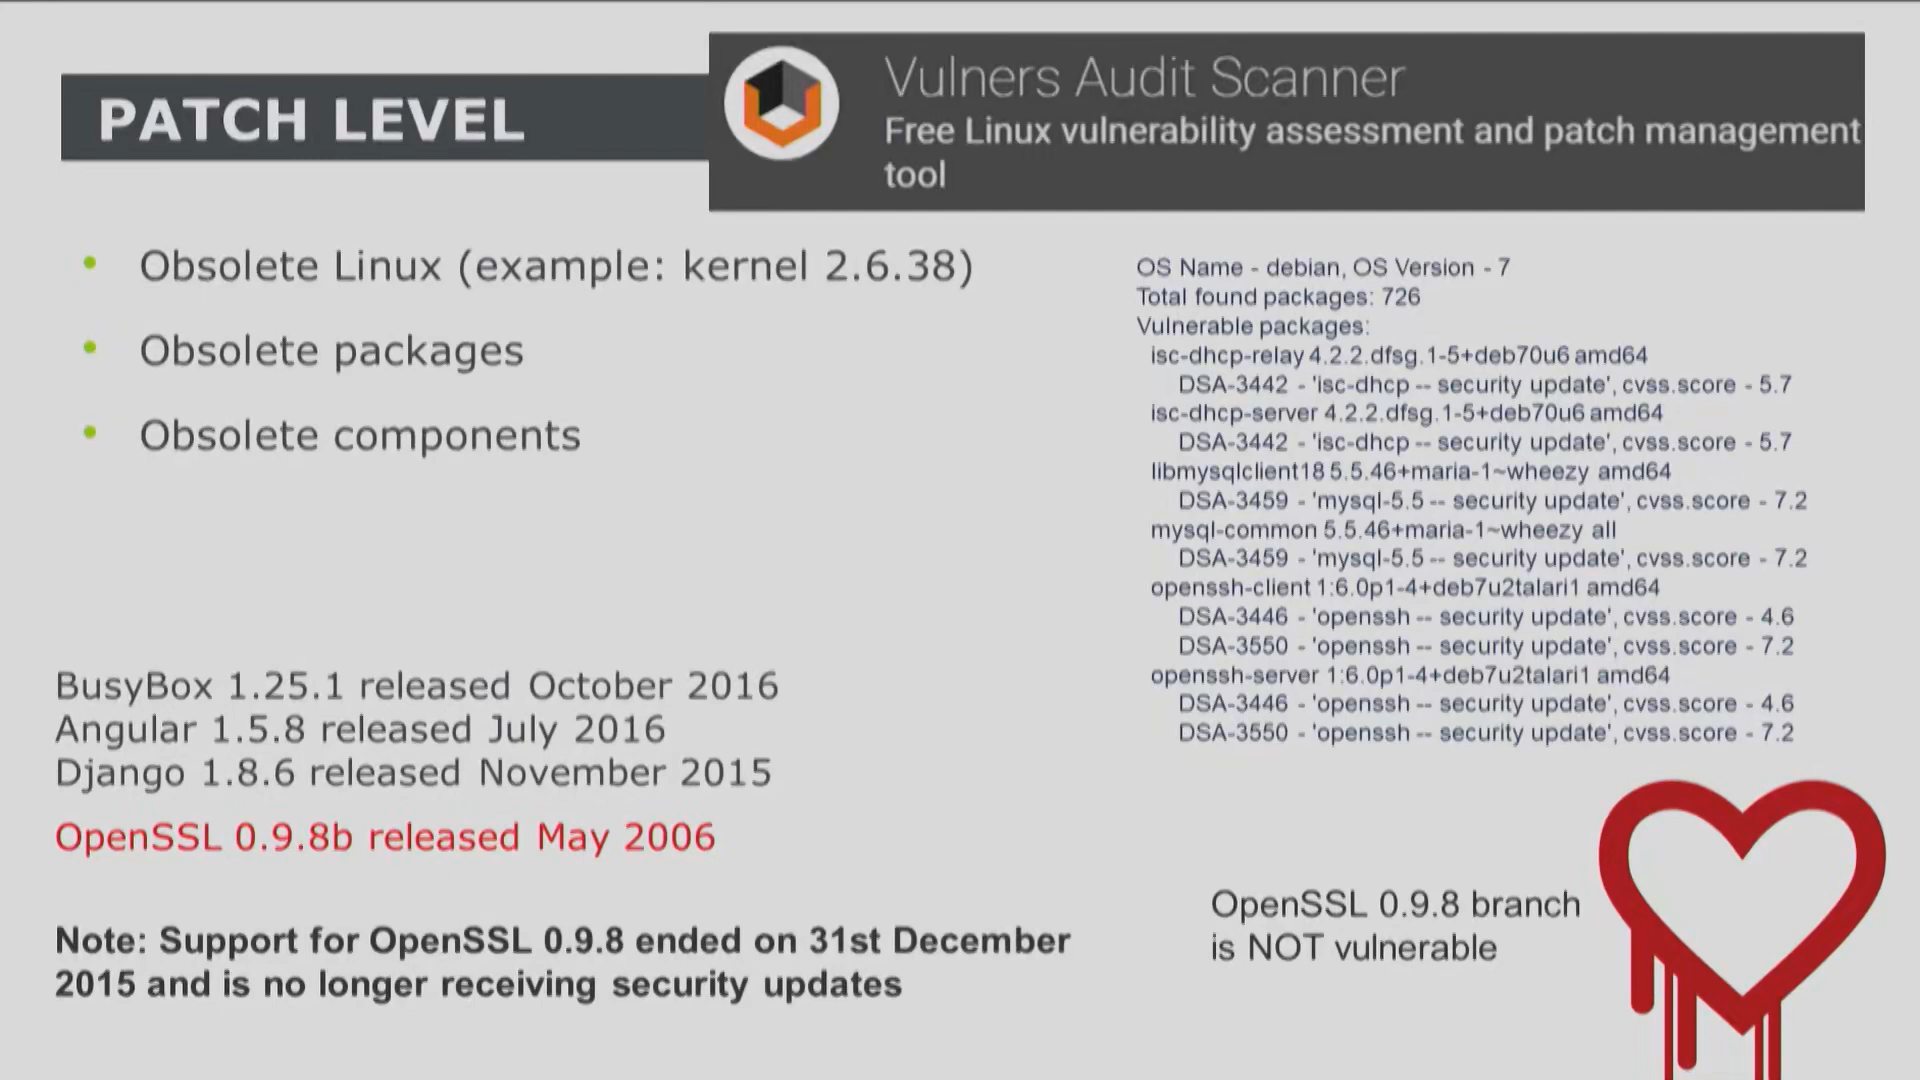 PATCH LEVEL
Vulners Audit Scanner
Free Linux vulnerability assessment and patch management
tool
• Obsolete Linux (example: kernel 2.6.38)
• Obsolete packages
• Obsolete components
OS Name - debian, OS Version - 7
Total found packages: 726
Vulnerable packages:
isc-dhcp-relay 4.2.2.dfsg.1-5+deb70u6 amd64
DSA-3442 - 'isc-dhcp -- security update', cvss.score - 5.7
isc-dhcp-server 4.2.2.dfsg.1-5+deb70u6 amd64
DSA-3442 - 'isc-dhcp -- security update', cvss.score - 5.7
libmysqlclient18 5.5.46+maria-1~wheezy amd64
DSA-3459 - 'mysql-5.5 -- security update', cvss.score - 7.2
mysql-common 5.5.46+maria-1~wheezy all
DSA-3459 - 'mysql-5.5 -- security update', cvss.score - 7.2
openssh-client 1:6.0p1-4+deb7u2talari1 amd64
DSA-3446 - 'openssh -- security update', cvss.score - 4.6
DSA-3550 - 'openssh -- security update', cvss.score - 7.2
openssh-server 1:6.0p1-4+deb7u2talari1 amd64
DSA-3446 - 'openssh -- security update', cvss.score - 4.6
DSA-3550 - 'openssh -- security update', cvss.score - 7.2
BusyBox 1.25.1 released October 2016
Angular 1.5.8 released July 2016
Django 1.8.6 released November 2015
OpenSSL 0.9.8b released May 2006
Note: Support for OpenSSL 0.9.8 ended on 31st December
2015 and is no longer receiving security updates
OpenSSL 0.9.8 branch
is NOT vulnerable